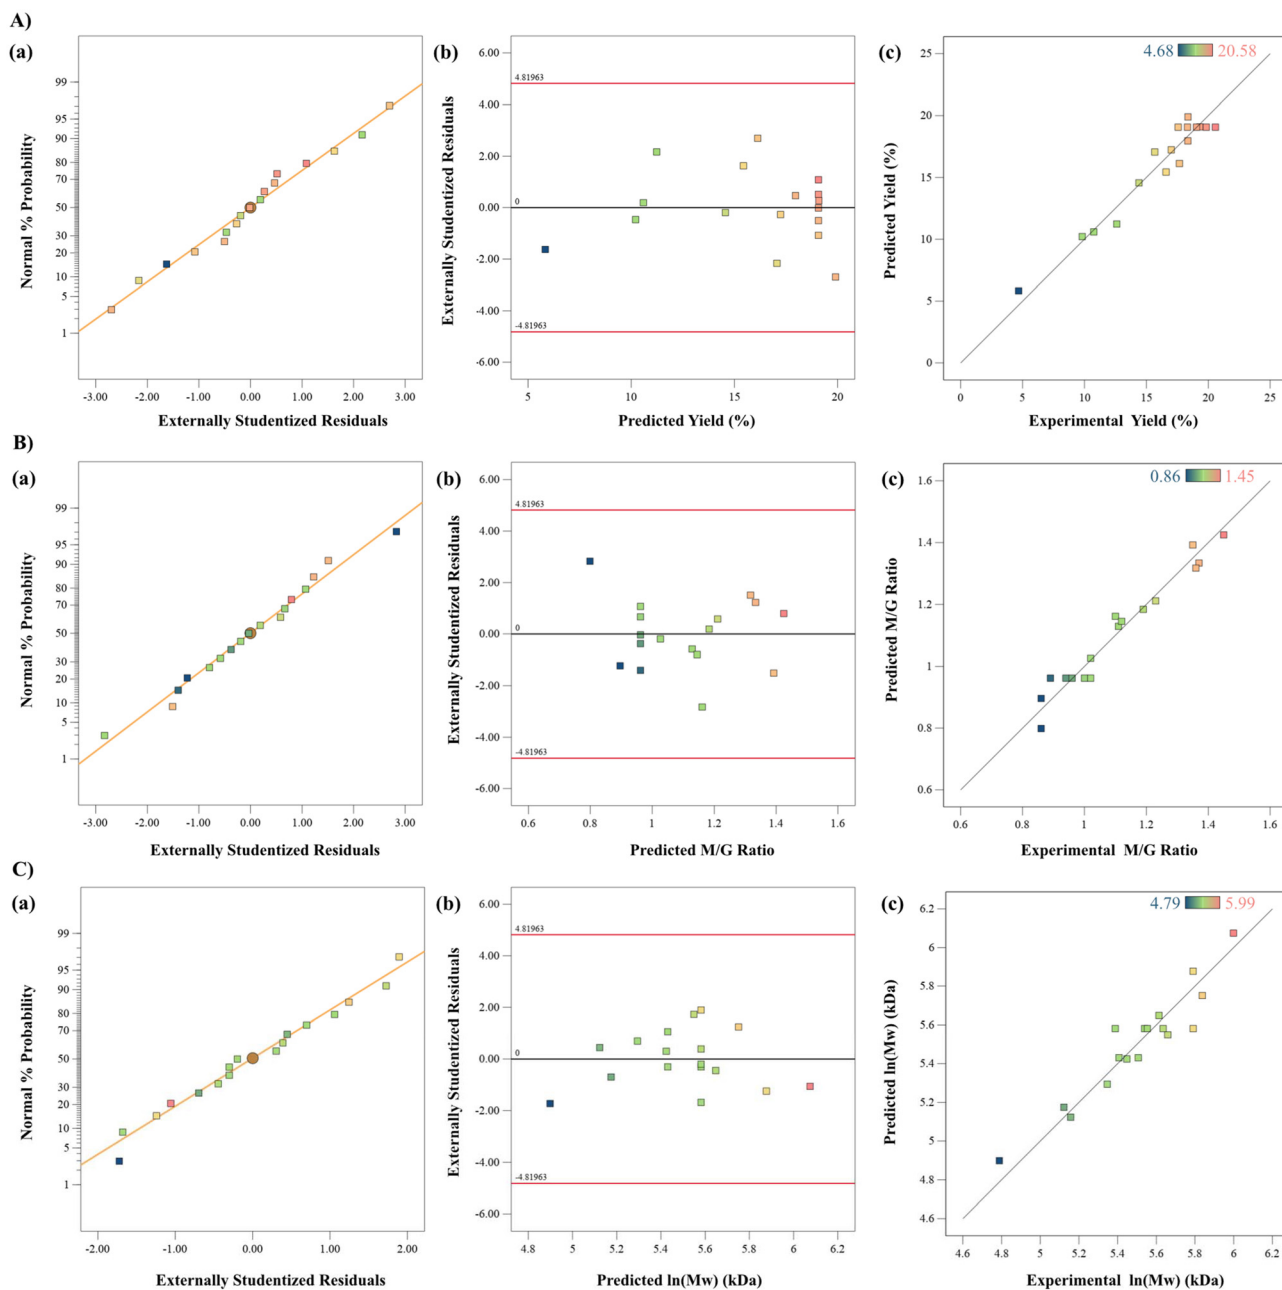 A)
(a)
Normal % Probability
99
95
90
80
70
50
30
20
10
5
1
-3.00 -2.00 -1.00 0.00 1.00 2.00 3.00
Externally Studentized Residuals
(b)
Externally Studentized Residuals
6.00
4.81963
4.00
2.00
0
0.00
-2.00
-4.00
-4.81963
-6.00
5 10 15 20
Predicted Yield (%)
(c)
4.68 20.58
Predicted Yield (%)
25
20
15
10
5
0
0 5 10 15 20 25
Experimental Yield (%)
B)
(a)
Normal % Probability
99
95
90
80
70
50
30
20
10
5
1
-3.00 -2.00 -1.00 0.00 1.00 2.00 3.00
Externally Studentized Residuals
(b)
Externally Studentized Residuals
6.00
4.81963
4.00
2.00
0
0.00
-2.00
-4.00
-4.81963
-6.00
0.6 0.8 1 1.2 1.4 1.6
Predicted M/G Ratio
(c)
0.86 1.45
Predicted M/G Ratio
1.6
1.4
1.2
1
0.8
0.6
0.6 0.8 1 1.2 1.4 1.6
Experimental M/G Ratio
C)
(a)
Normal % Probability
99
95
90
80
70
50
30
20
10
5
1
-2.00 -1.00 0.00 1.00 2.00
Externally Studentized Residuals
(b)
Externally Studentized Residuals
6.00
4.81963
4.00
2.00
0
0.00
-2.00
-4.00
-4.81963
-6.00
4.8 5 5.2 5.4 5.6 5.8 6 6.2
Predicted ln(Mw) (kDa)
(c)
4.79 5.99
Predicted ln(Mw) (kDa)
6.2
6
5.8
5.6
5.4
5.2
5
4.8
4.6
4.6 4.8 5 5.2 5.4 5.6 5.8 6 6.2
Experimental ln(Mw) (kDa)